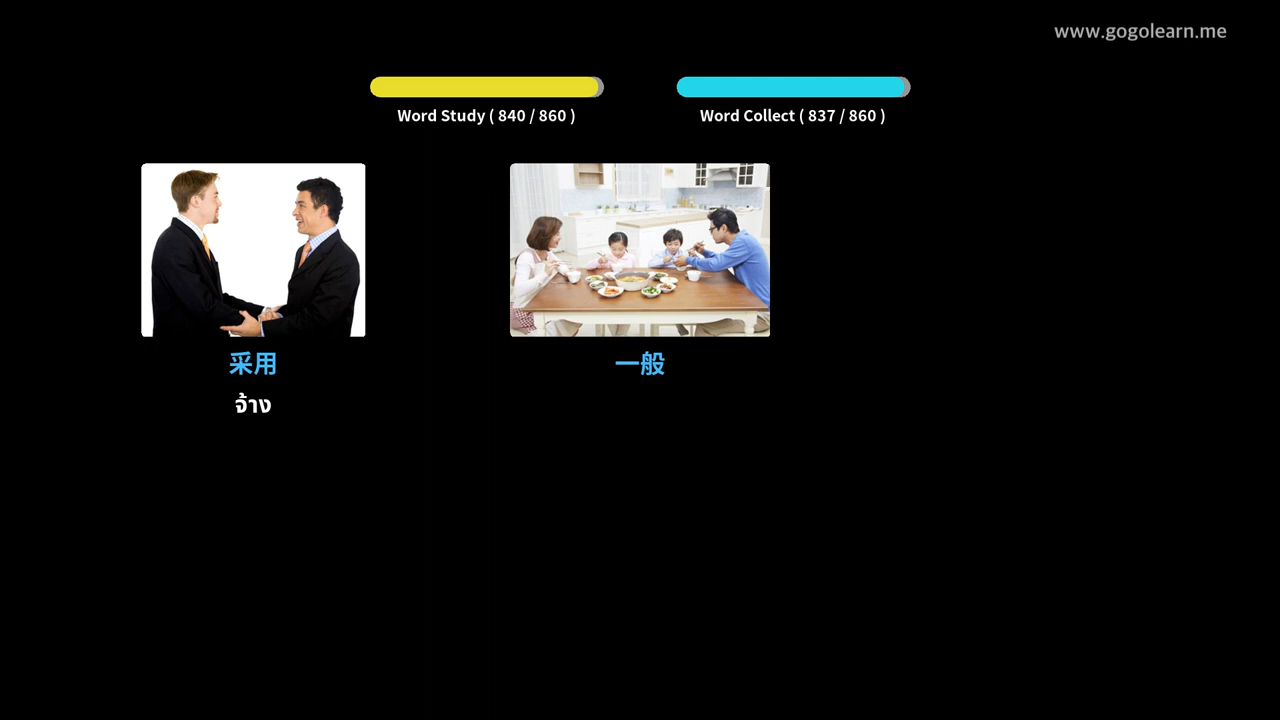 www.gogolearn.me
Word Study ( 840 / 860 )
Word Collect ( 837 / 860 )
采用
จ้าง
一般